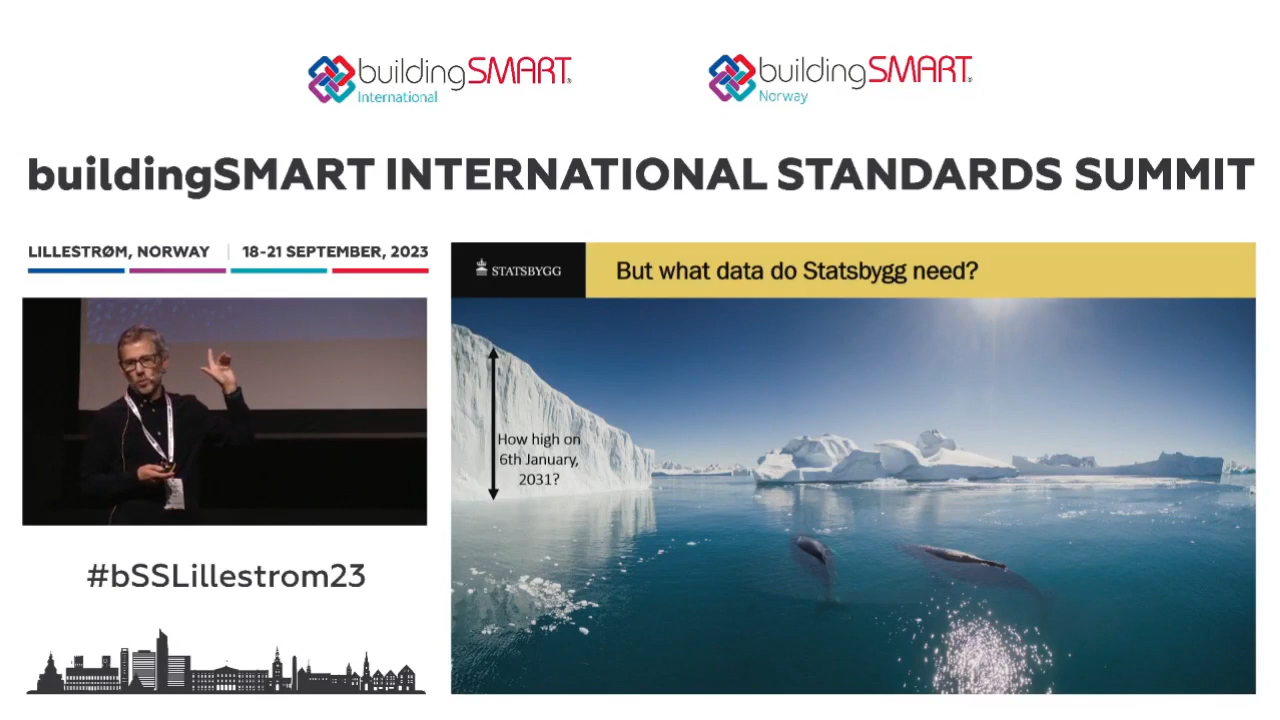 buildingSMART®
International
buildingSMART®
Norway
buildingSMART INTERNATIONAL STANDARDS SUMMIT
LILLESTRØM, NORWAY | 18-21 SEPTEMBER, 2023
STATSBYGG
But what data do Statsbygg need?
How high on
6th January,
2031?
#bSSLillestrom23